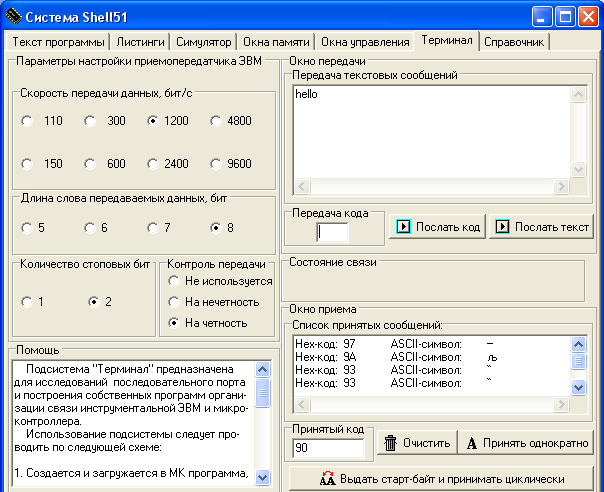 Система Shell51
Текст программы Листинги Симулятор Окна памяти Окна управления Терминал Справочник
Параметры настройки приемопередатчика ЭВМ
Скорость передачи данных, бит/с
110 300 1200 4800
150 600 2400 9600
Длина слова передаваемых данных, бит
5 6 7 8
Количество стоповых бит
1 2
Контроль передачи
Не используется
На нечетность
На четность
Помощь
Подсистема "Терминал" предназначена
для исследований последовательного порта
и построения собственных программ органи-
зации связи инструментальной ЭВМ и микро-
контроллера.
Использование подсистемы следует про-
водить по следующей схеме:
1. Создается и загружается в МК программа,
Окно передачи
Передача текстовых сообщений
hello
Передача кода
Послать код Послать текст
Состояние связи
Окно приема
Список принятых сообщений:
Hex-код: 97 ASCII-символ: —
Hex-код: 9A ASCII-символ: љ
Hex-код: 93 ASCII-символ: “
Hex-код: 93 ASCII-символ: “
Принятый код
90
Очистить Принять однократно
Выдать старт-байт и принимать циклически